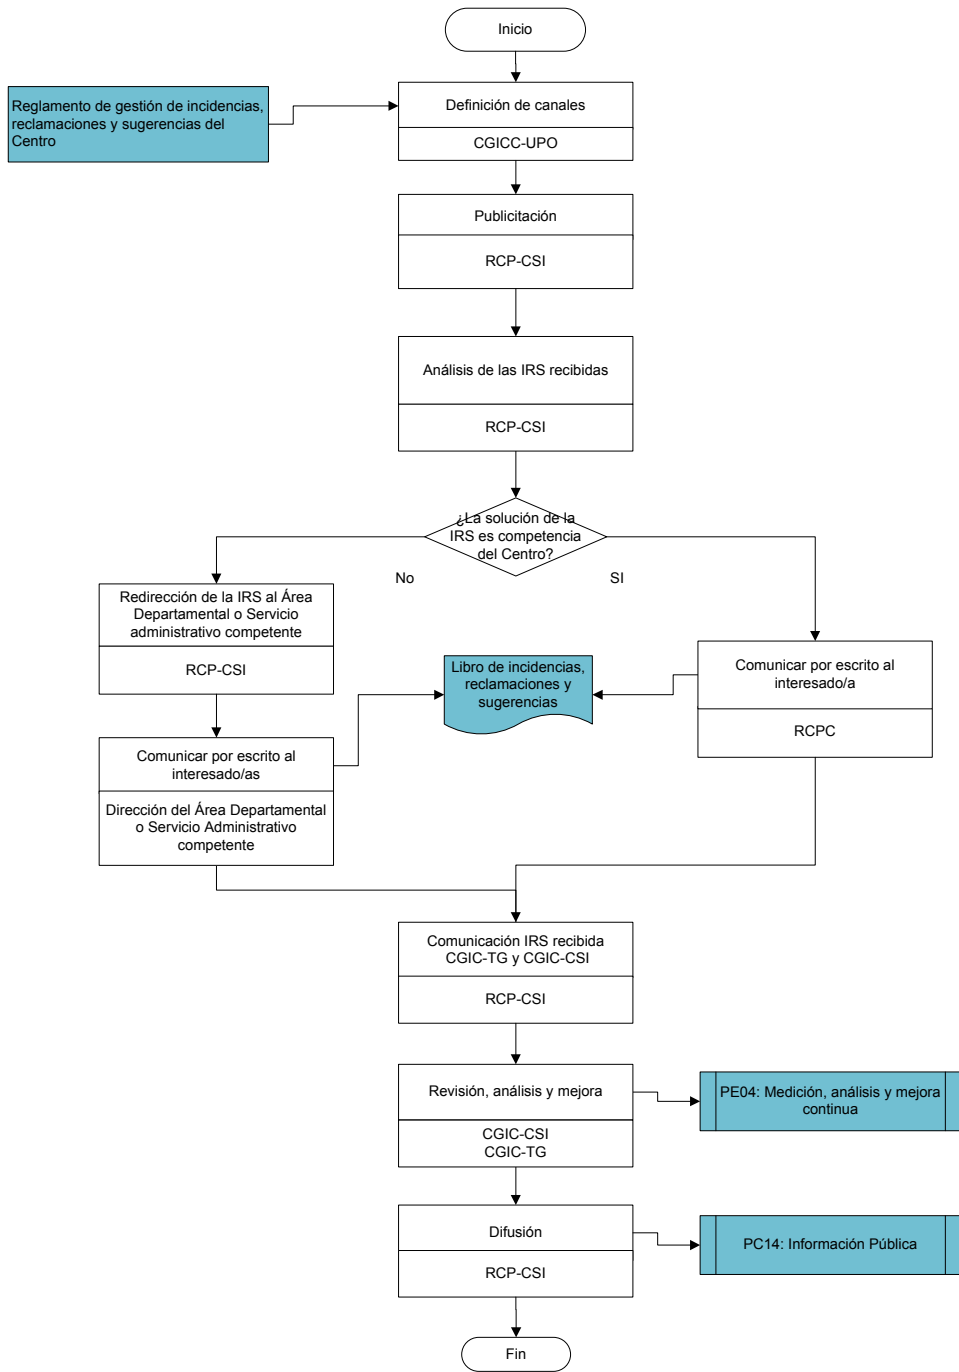 Inicio
Reglamento de gestión de incidencias,
reclamaciones y sugerencias del
Centro
Definición de canales
CGICC-UPO
Publicitación
RCP-CSI
Análisis de las IRS recibidas
RCP-CSI
¿La solución de la
IRS es competencia
del Centro?
No
SI
Redirección de la IRS al Área
Departamental o Servicio
administrativo competente
RCP-CSI
Libro de incidencias,
reclamaciones y
sugerencias
Comunicar por escrito al
interesado/a
RCPC
Comunicar por escrito al
interesado/as
Dirección del Área Departamental
o Servicio Administrativo
competente
Comunicación IRS recibida
CGIC-TG y CGIC-CSI
RCP-CSI
Revisión, análisis y mejora
CGIC-CSI
CGIC-TG
PE04: Medición, análisis y mejora
continua
Difusión
RCP-CSI
PC14: Información Pública
Fin